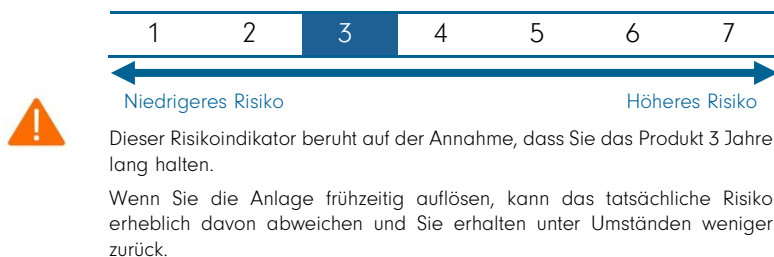 1 2 3 4 5 6 7
Niedrigeres Risiko Höheres Risiko
Dieser Risikoindikator beruht auf der Annahme, dass Sie das Produkt 3 Jahre
lang halten.
Wenn Sie die Anlage frühzeitig auflösen, kann das tatsächliche Risiko
erheblich davon abweichen und Sie erhalten unter Umständen weniger
zurück.